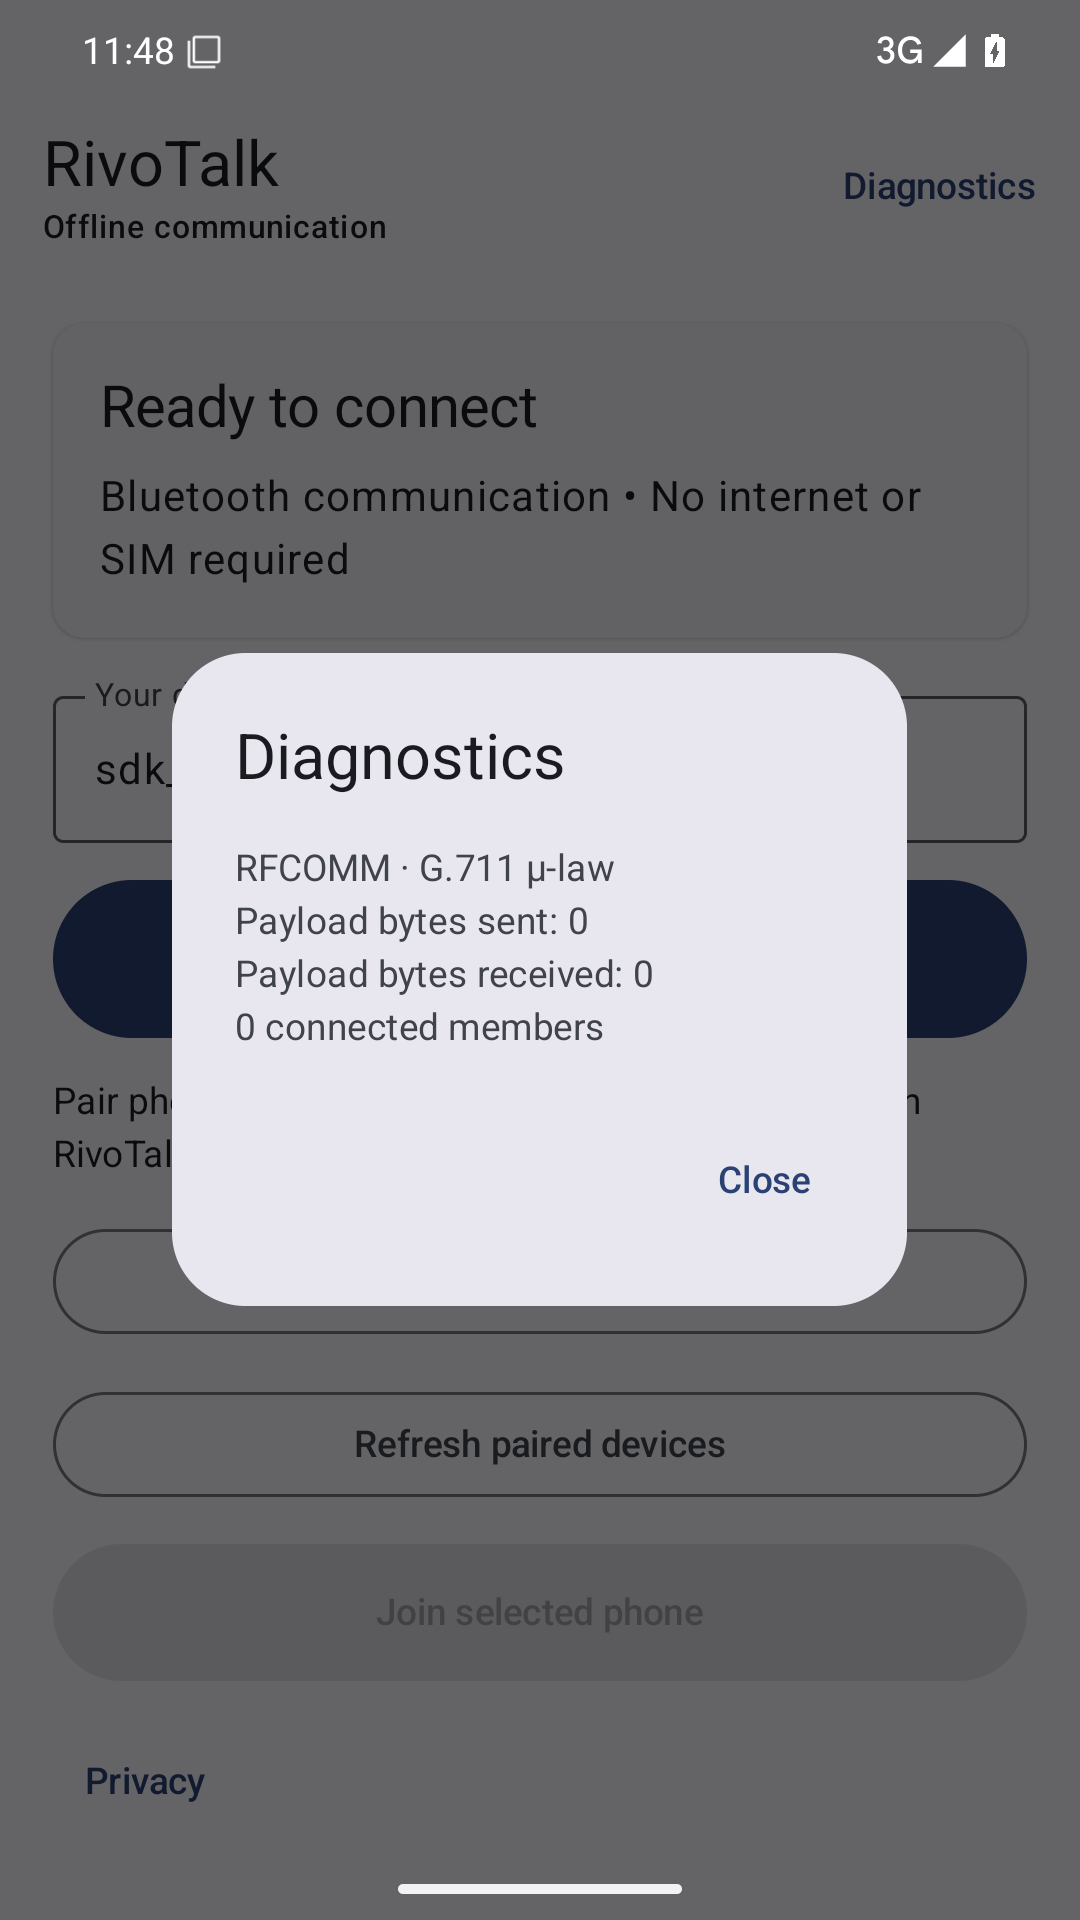 11:48
3G
RivoTalk
Diagnostics
Offline communication
Ready to connect
Bluetooth communication • No internet or
SIM required
Your
sdk_
Diagnostics
RFCOMM · G.711 µ-law
Payload bytes sent: 0
Payload bytes received: 0
0 connected members
Close
Pair
RivoTal
Refresh paired devices
Join selected phone
Privacy